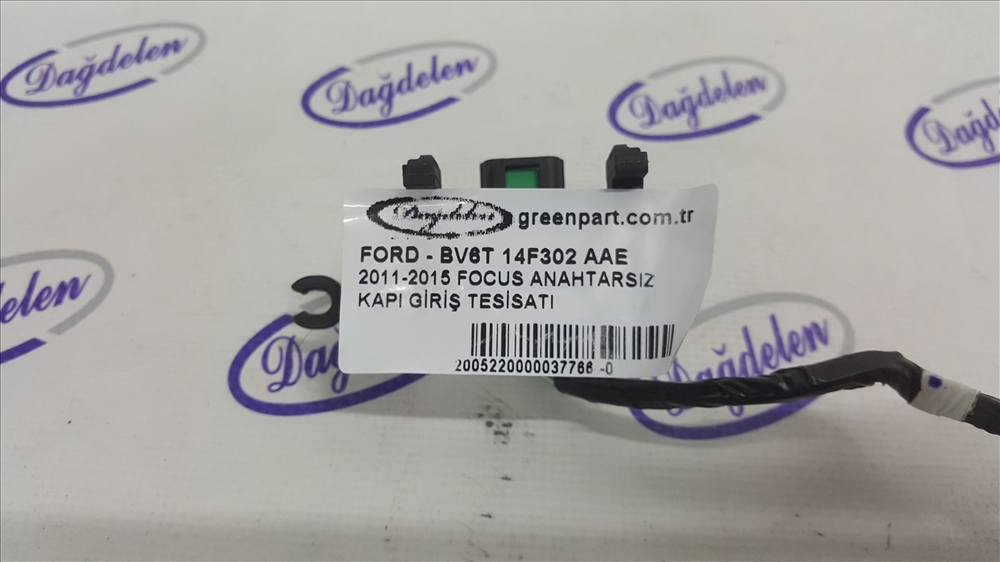 Dağdelen
Dağdelen
Dağdelen
Dağdelen
Dağdelen greenpart.com.tr
FORD - BV6T 14F302 AAE
2011-2015 FOCUS ANAHTARSIZ
KAPI GİRİŞ TESİSATI
2005220000037766 -0
Dağdelen
Dağdelen